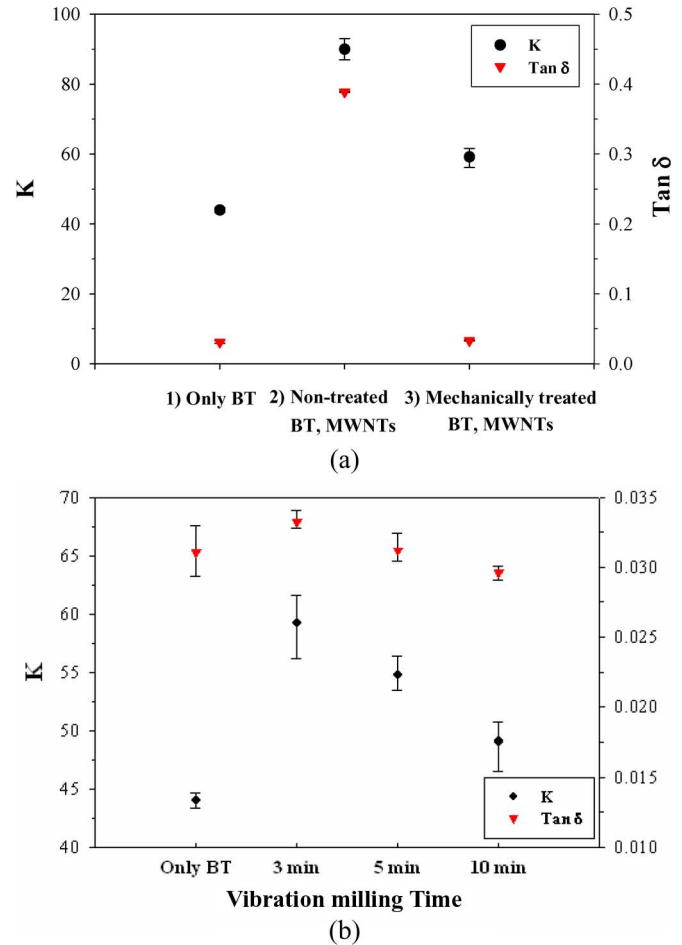 100
80
60
40
20
0
K
0.5
0.4
0.3
0.2
0.1
0.0
Tan δ
K
Tan δ
1) Only BT 2) Non-treated 3) Mechanically treated
BT, MWNTs BT, MWNTs
(a)
70
65
60
55
50
45
40
K
0.035
0.030
0.025
0.020
0.015
0.010
K
Tan δ
Only BT 3 min 5 min 10 min
Vibration milling Time
(b)